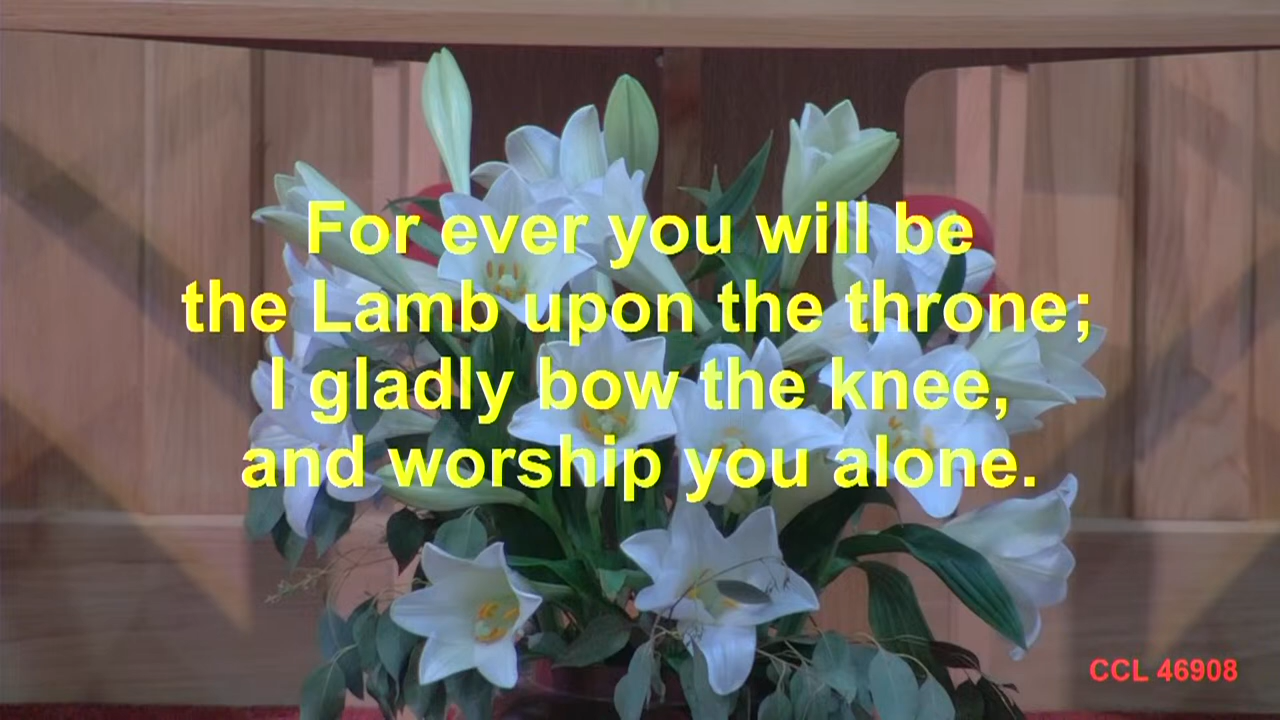 For ever you will be
the Lamb upon the throne;
I gladly bow the knee,
and worship you alone.
CCL 46908